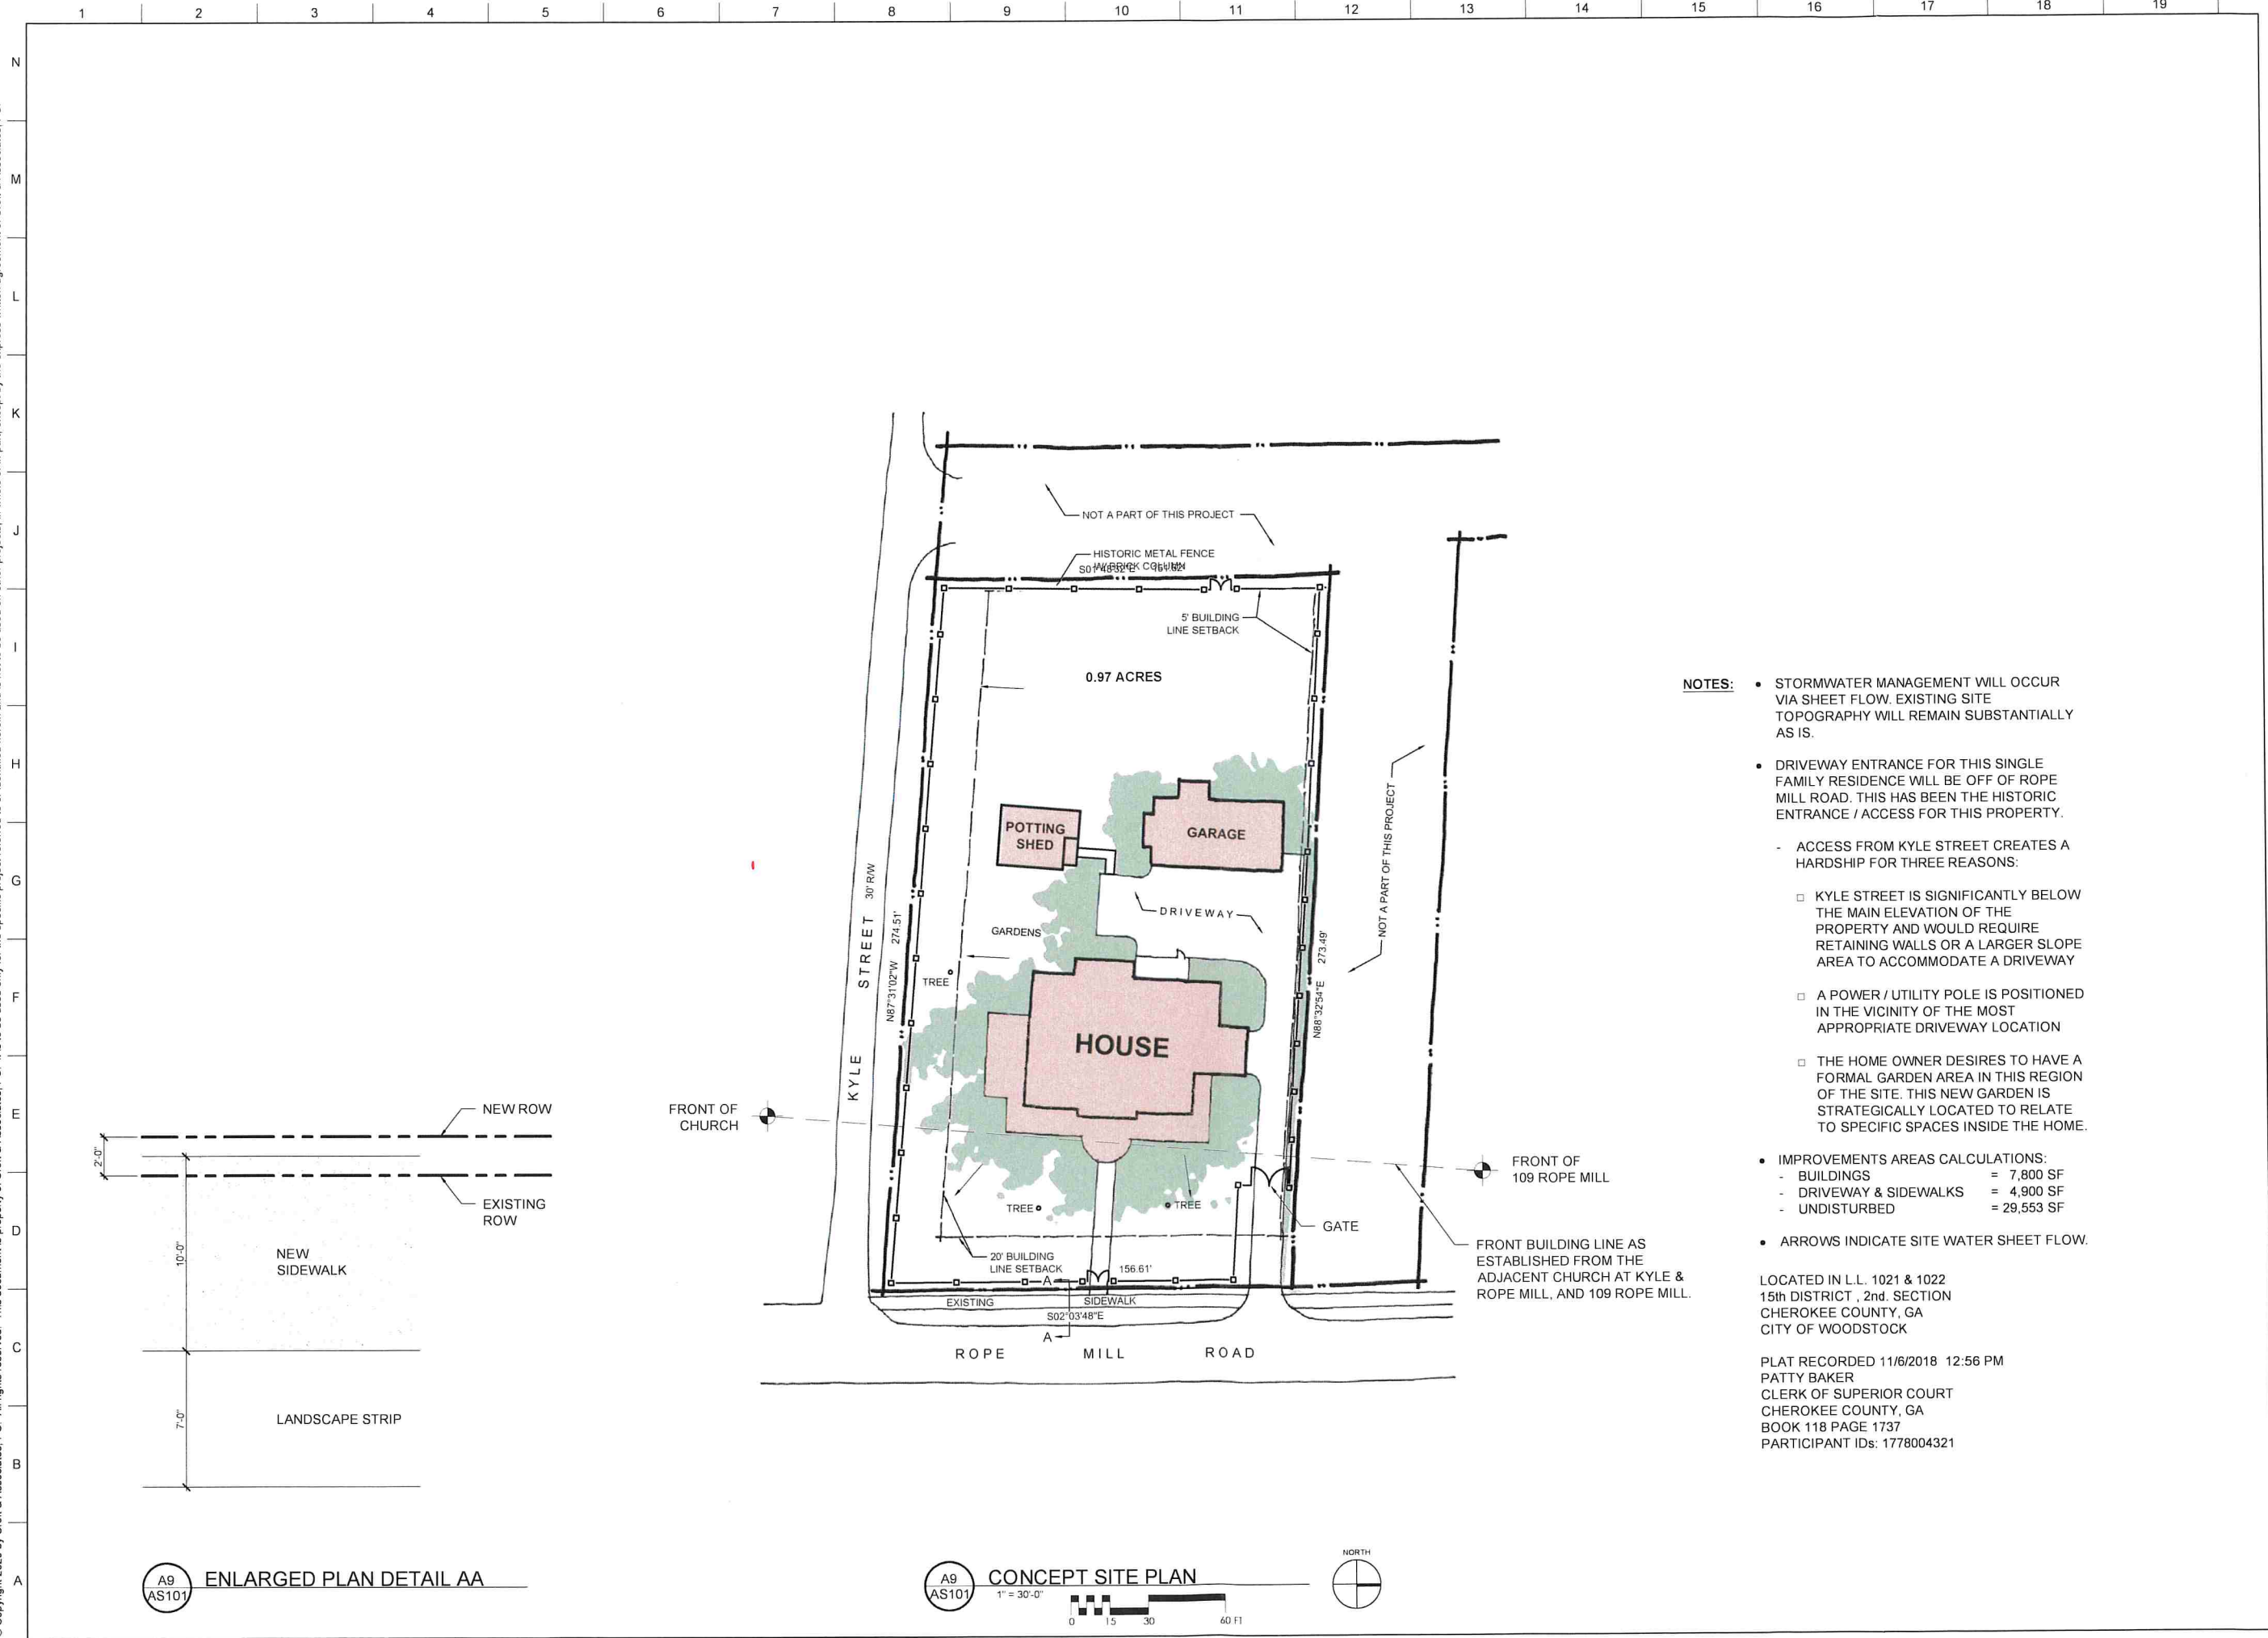 1 2 3 4 5 6 7 8 9 10 11 12 13 14 15 16 17 18 19
N
M
L
K
J
I
H
G
F
E
D
C
B
A
NOT A PART OF THIS PROJECT
HISTORIC METAL FENCE
W/ BRICK COLUMN
S01°48'32"E 151.62'
5' BUILDING
LINE SETBACK
0.97 ACRES
POTTING
SHED
GARAGE
DRIVEWAY
GARDENS
TREE
HOUSE
KYLE STREET 30' R/W
N87°31'02"W 274.51'
N88°32'54"E 273.49'
NOT A PART OF THIS PROJECT
FRONT OF
CHURCH
FRONT OF
109 ROPE MILL
TREE
TREE
GATE
20' BUILDING
LINE SETBACK
A
156.61'
FRONT BUILDING LINE AS
ESTABLISHED FROM THE
ADJACENT CHURCH AT KYLE &
ROPE MILL, AND 109 ROPE MILL.
EXISTING SIDEWALK
S02°03'48"E
A
ROPE MILL ROAD
NEW ROW
2'-0"
EXISTING
ROW
10'-0"
NEW
SIDEWALK
7'-0"
LANDSCAPE STRIP
A9
AS101
ENLARGED PLAN DETAIL AA
A9
AS101
CONCEPT SITE PLAN
1" = 30'-0"
0 15 30 60 FT
NORTH
NOTES:
• STORMWATER MANAGEMENT WILL OCCUR
VIA SHEET FLOW. EXISTING SITE
TOPOGRAPHY WILL REMAIN SUBSTANTIALLY
AS IS.
• DRIVEWAY ENTRANCE FOR THIS SINGLE
FAMILY RESIDENCE WILL BE OFF OF ROPE
MILL ROAD. THIS HAS BEEN THE HISTORIC
ENTRANCE / ACCESS FOR THIS PROPERTY.
- ACCESS FROM KYLE STREET CREATES A
HARDSHIP FOR THREE REASONS:
□ KYLE STREET IS SIGNIFICANTLY BELOW
THE MAIN ELEVATION OF THE
PROPERTY AND WOULD REQUIRE
RETAINING WALLS OR A LARGER SLOPE
AREA TO ACCOMMODATE A DRIVEWAY
□ A POWER / UTILITY POLE IS POSITIONED
IN THE VICINITY OF THE MOST
APPROPRIATE DRIVEWAY LOCATION
□ THE HOME OWNER DESIRES TO HAVE A
FORMAL GARDEN AREA IN THIS REGION
OF THE SITE. THIS NEW GARDEN IS
STRATEGICALLY LOCATED TO RELATE
TO SPECIFIC SPACES INSIDE THE HOME.
• IMPROVEMENTS AREAS CALCULATIONS:
- BUILDINGS = 7,800 SF
- DRIVEWAY & SIDEWALKS = 4,900 SF
- UNDISTURBED = 29,553 SF
• ARROWS INDICATE SITE WATER SHEET FLOW.
LOCATED IN L.L. 1021 & 1022
15th DISTRICT , 2nd. SECTION
CHEROKEE COUNTY, GA
CITY OF WOODSTOCK
PLAT RECORDED 11/6/2018 12:56 PM
PATTY BAKER
CLERK OF SUPERIOR COURT
CHEROKEE COUNTY, GA
BOOK 118 PAGE 1737
PARTICIPANT IDs: 1778004321